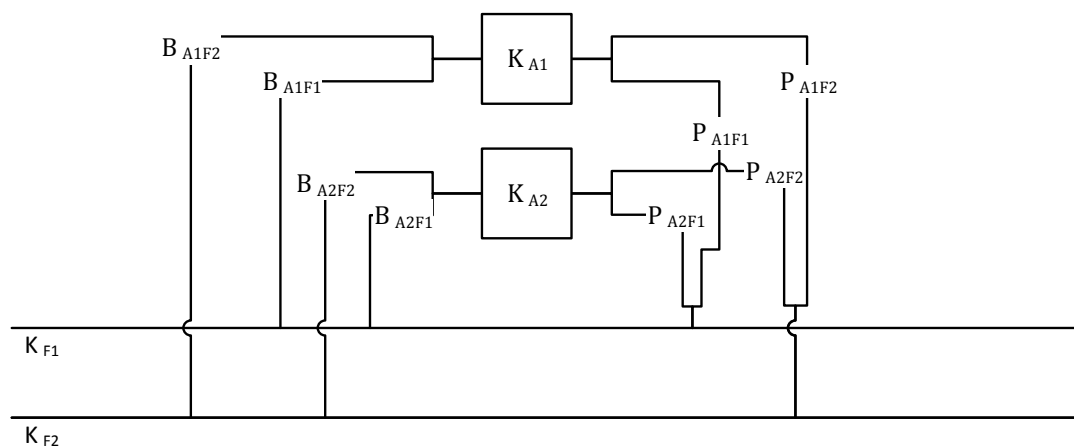 B A1F2
K A1
B A1F1
P A1F2
P A1F1
B A2F2
K A2
P A2F2
B A2F1
P A2F1
K F1
K F2